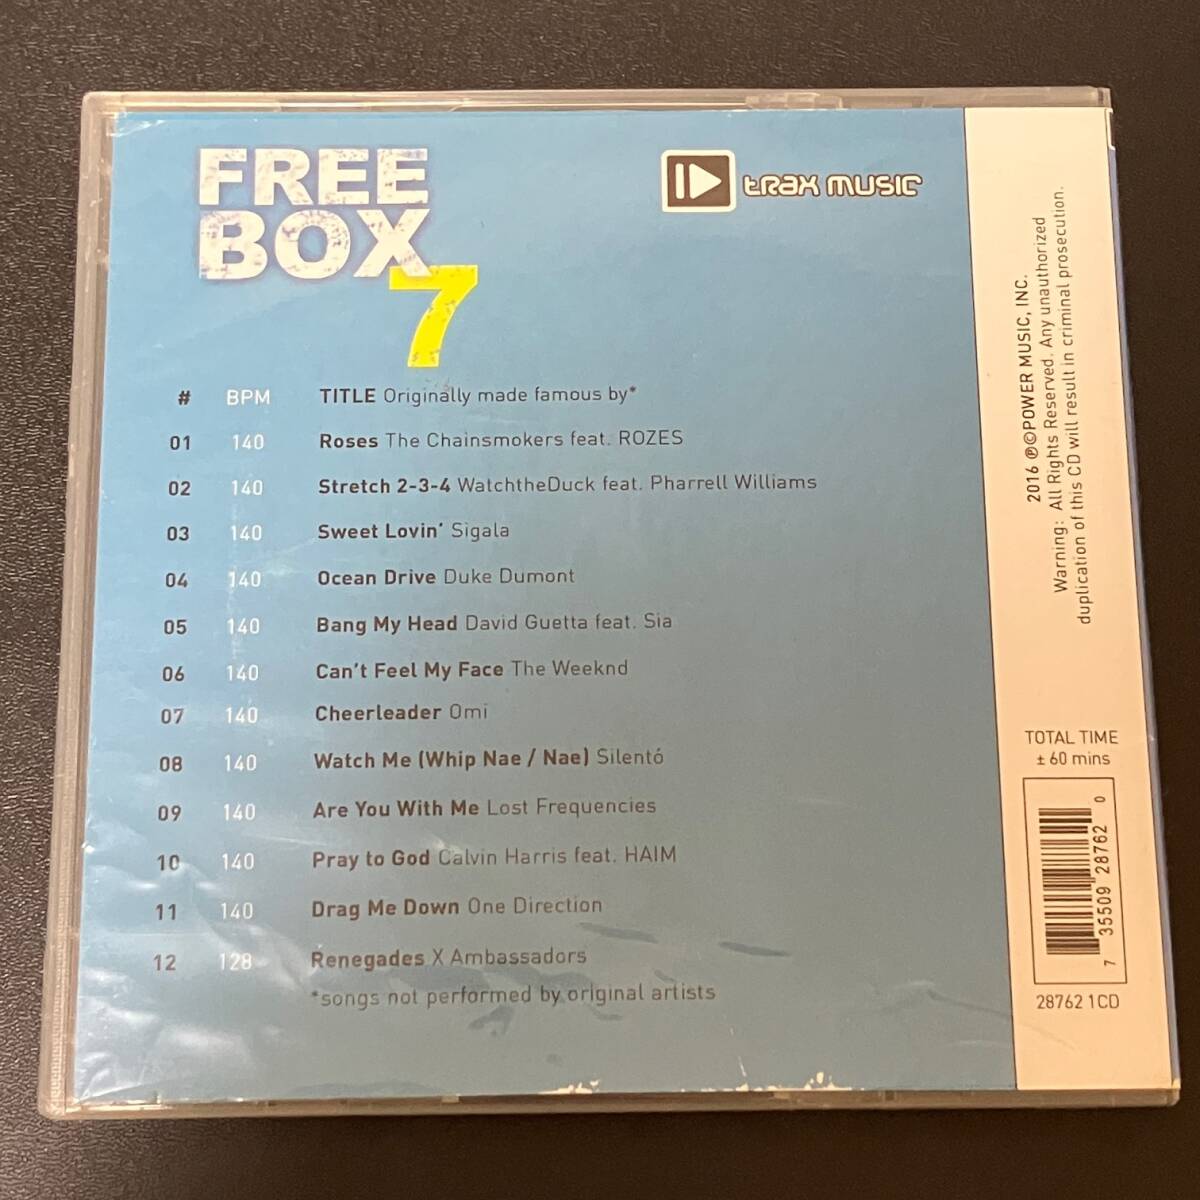 FREE
BOX
7
trax music
# BPM TITLE Originally made famous by*
01 140 Roses The Chainsmokers feat. ROZES
02 140 Stretch 2-3-4 WatchtheDuck feat. Pharrell Williams
03 140 Sweet Lovin' Sigala
04 140 Ocean Drive Duke Dumont
05 140 Bang My Head David Guetta feat. Sia
06 140 Can't Feel My Face The Weeknd
07 140 Cheerleader Omi
08 140 Watch Me (Whip Nae / Nae) Silentó
09 140 Are You With Me Lost Frequencies
10 140 Pray to God Calvin Harris feat. HAIM
11 140 Drag Me Down One Direction
12 128 Renegades X Ambassadors
*songs not performed by original artists
2016 ℗©POWER MUSIC, INC.
Warning: All Rights Reserved. Any unauthorized
duplication of this CD will result in criminal prosecution.
TOTAL TIME
± 60 mins
7 35509 28762 0
28762 1CD